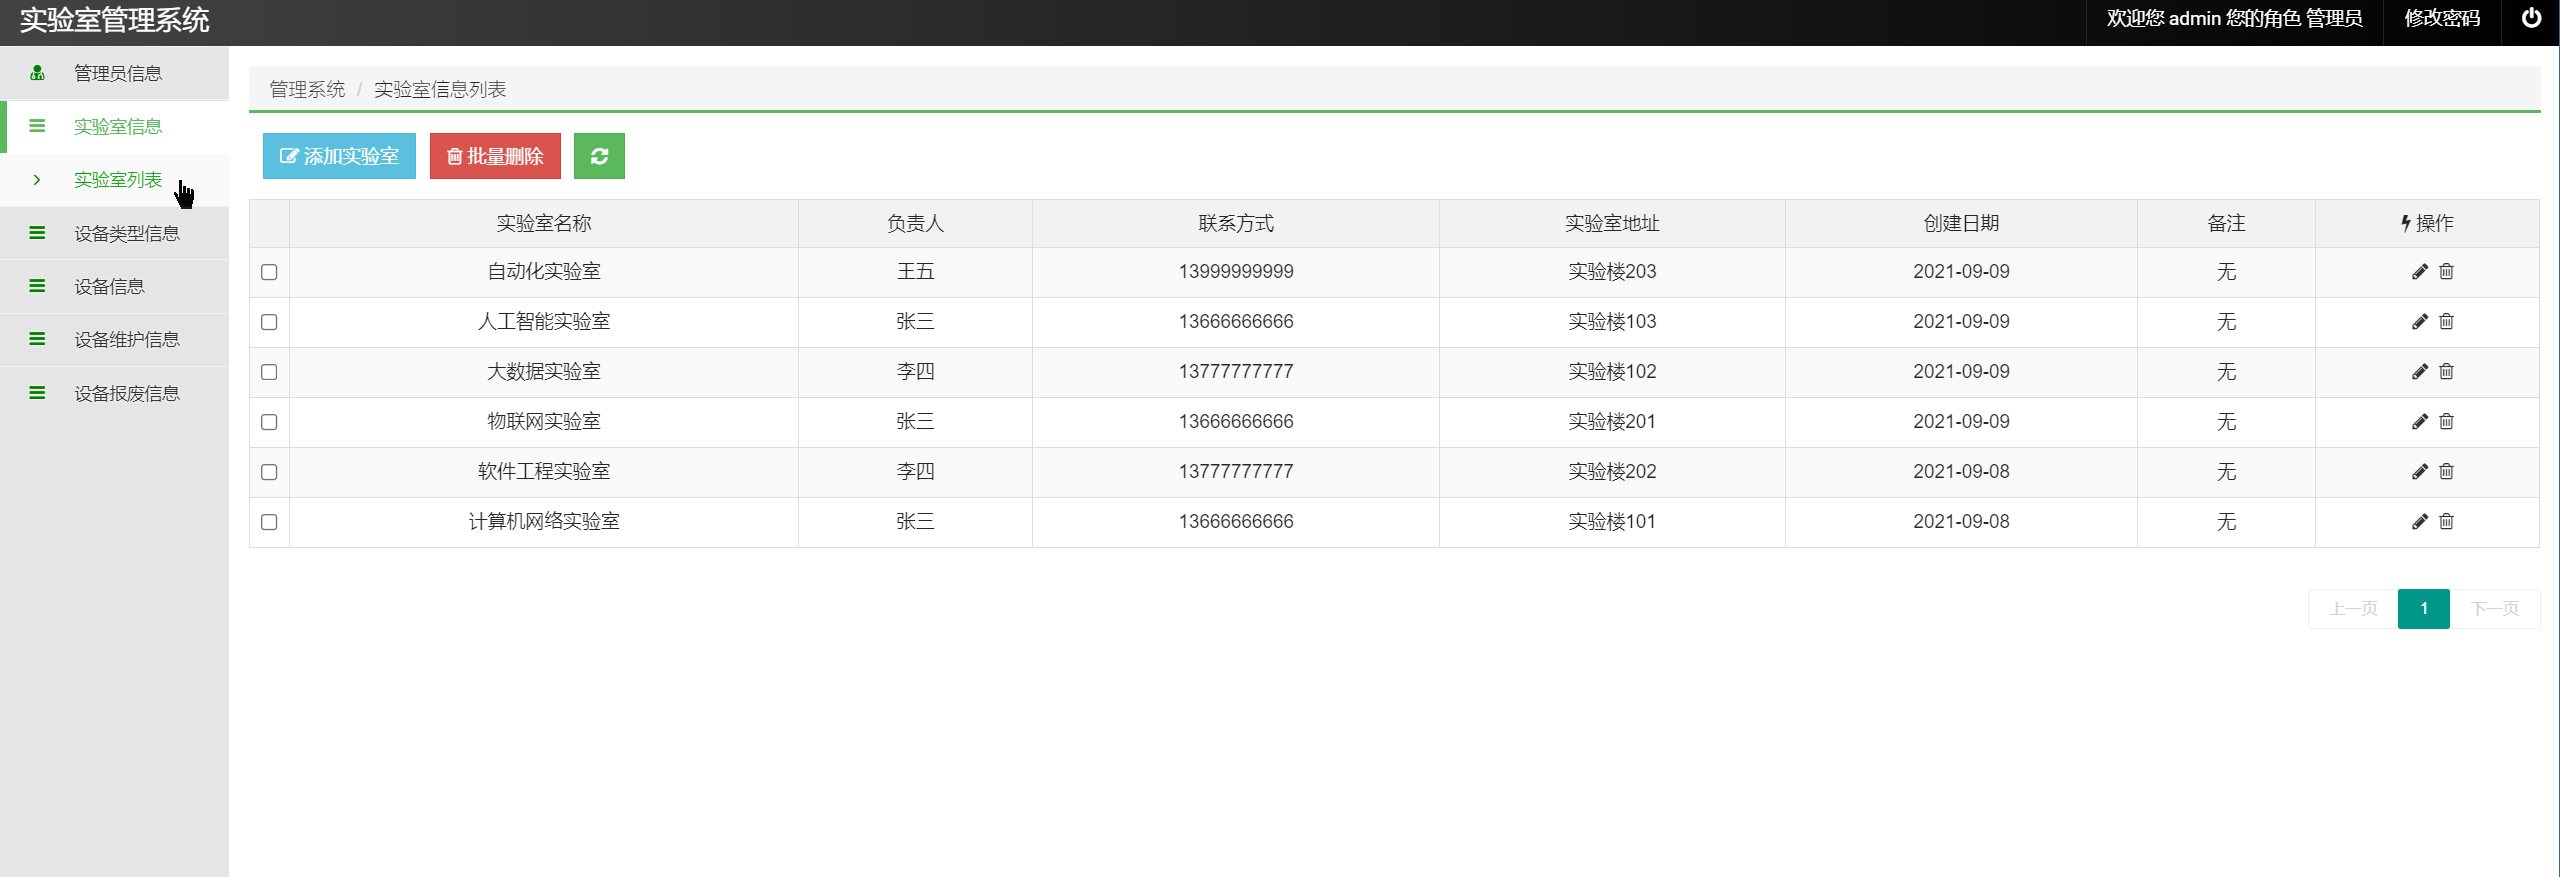 实验室管理系统
欢迎您 admin 您的角色 管理员 修改密码
管理员信息
实验室信息
实验室列表
设备类型信息
设备信息
设备维护信息
设备报废信息
管理系统 / 实验室信息列表
添加实验室 批量删除
实验室名称 负责人 联系方式 实验室地址 创建日期 备注 操作
自动化实验室 王五 13999999999 实验楼203 2021-09-09 无
人工智能实验室 张三 13666666666 实验楼103 2021-09-09 无
大数据实验室 李四 13777777777 实验楼102 2021-09-09 无
物联网实验室 张三 13666666666 实验楼201 2021-09-09 无
软件工程实验室 李四 13777777777 实验楼202 2021-09-08 无
计算机网络实验室 张三 13666666666 实验楼101 2021-09-08 无
上一页 1 下一页